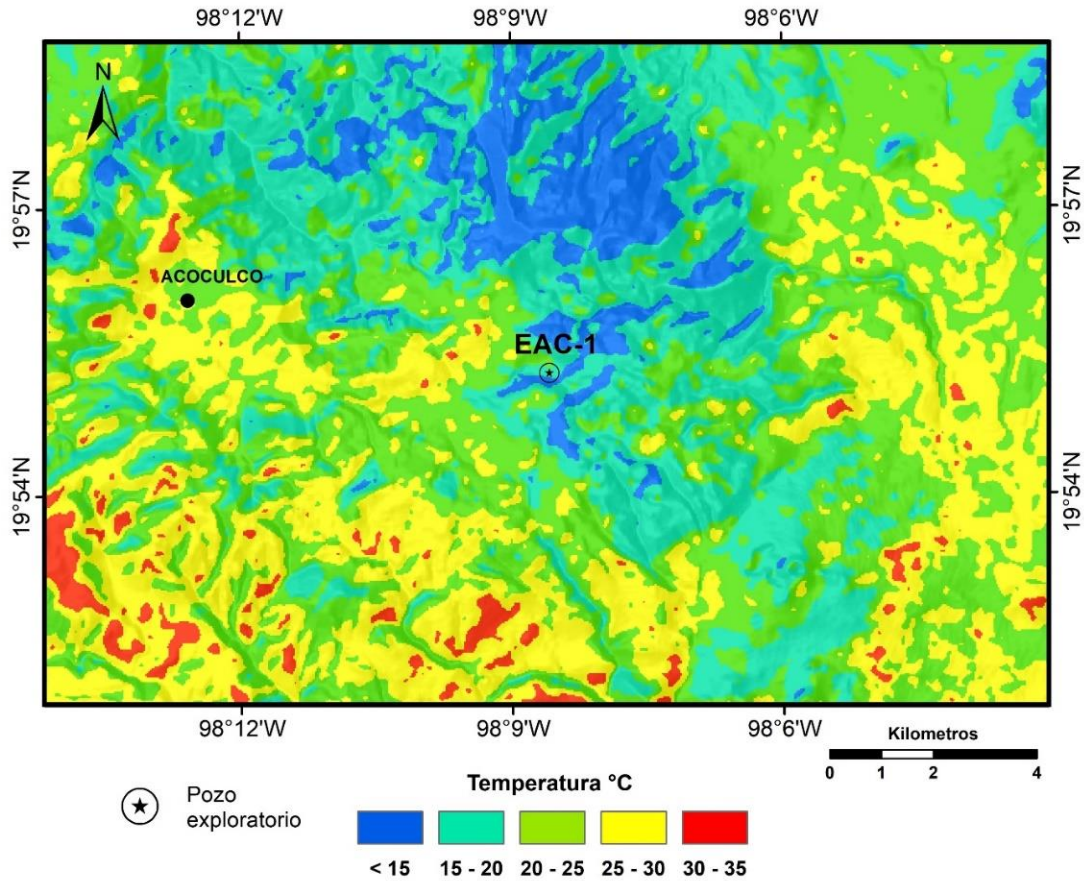 98°12'W 98°9'W 98°6'W
N
19°57'N 19°57'N
ACOCULCO
EAC-1
19°54'N 19°54'N
98°12'W 98°9'W 98°6'W
Kilometros
0 1 2 4
Pozo
exploratorio
Temperatura °C
< 15 15 - 20 20 - 25 25 - 30 30 - 35